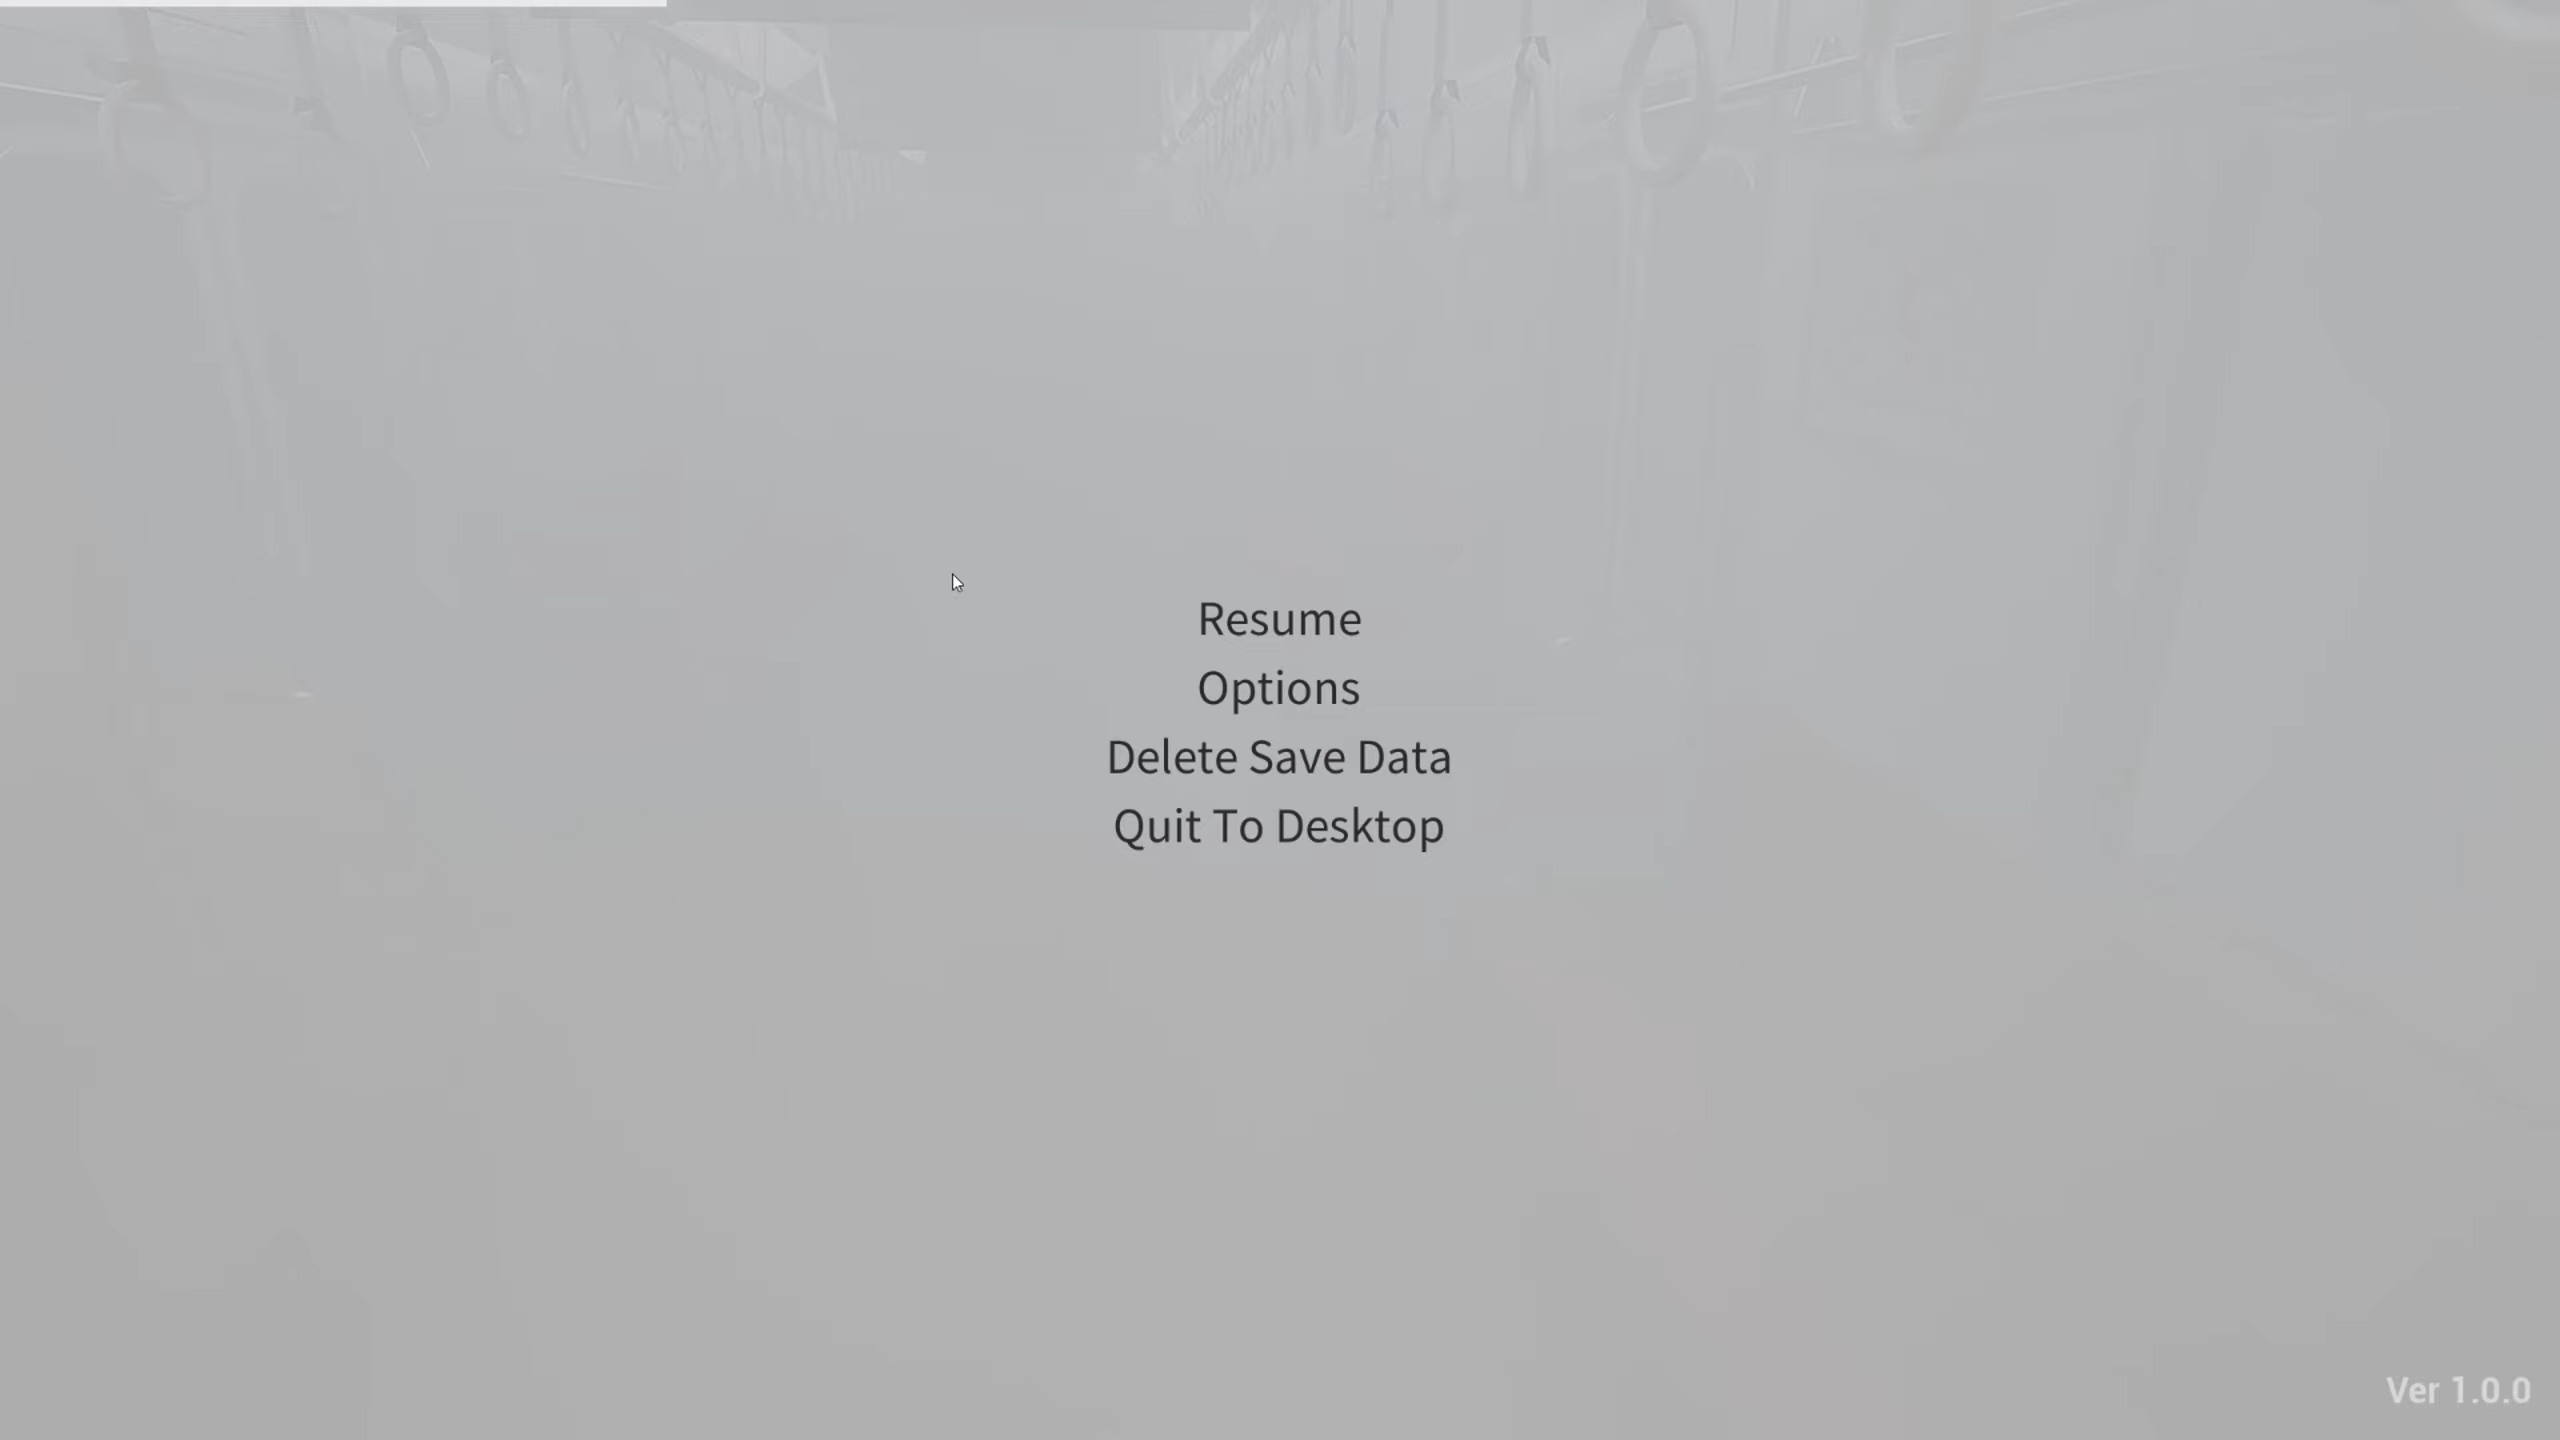 Resume
Options
Delete Save Data
Quit To Desktop
Ver 1.0.0